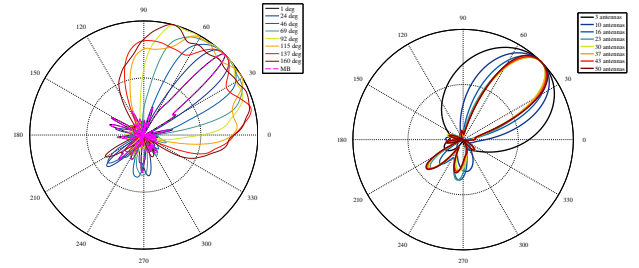 90
60
30
0
330
300
270
240
210
180
150
120
1 deg
24 deg
46 deg
69 deg
92 deg
115 deg
137 deg
160 deg
MB
90
60
30
0
330
300
270
240
210
180
150
120
3 antennas
10 antennas
16 antennas
23 antennas
30 antennas
37 antennas
43 antennas
50 antennas